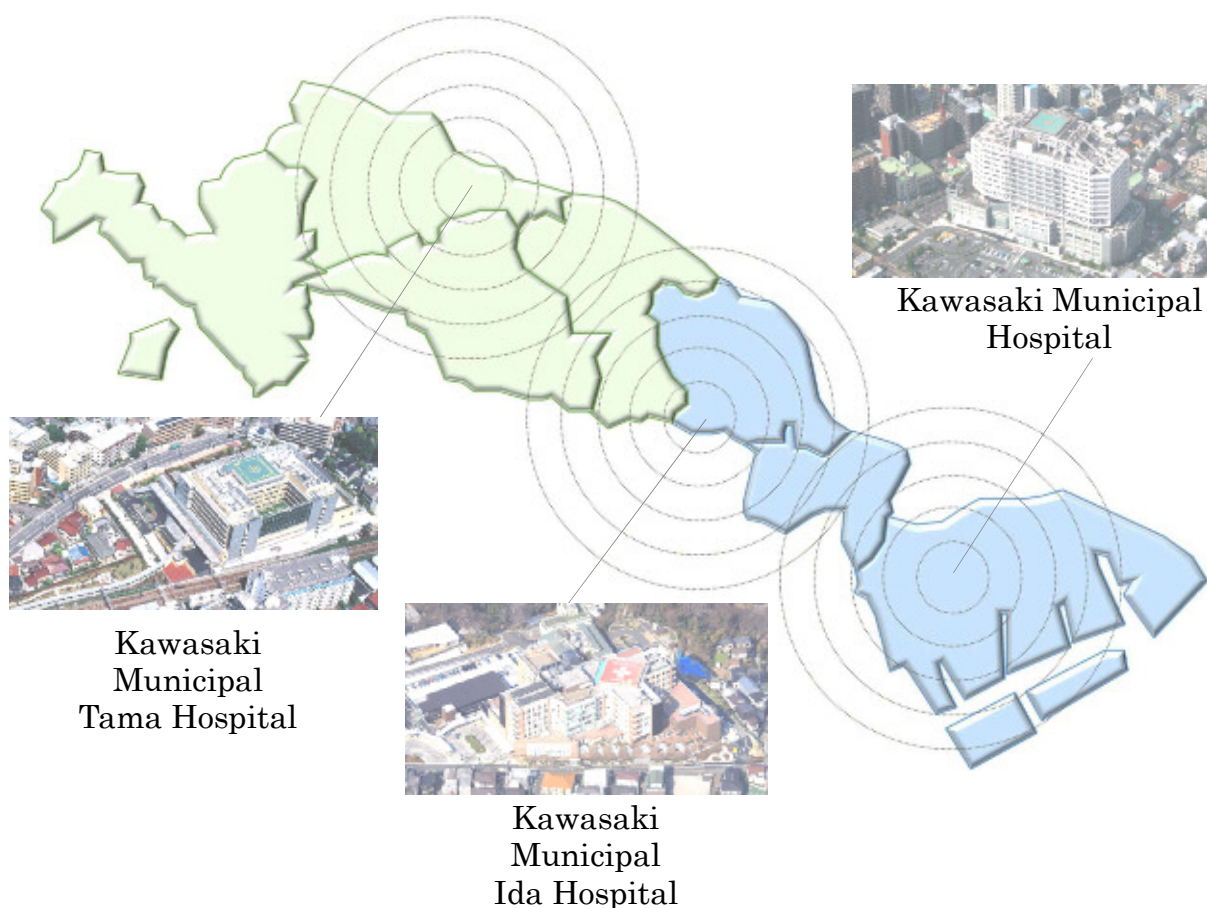 Kawasaki Municipal
Hospital
Kawasaki
Municipal
Tama Hospital
Kawasaki
Municipal
Ida Hospital